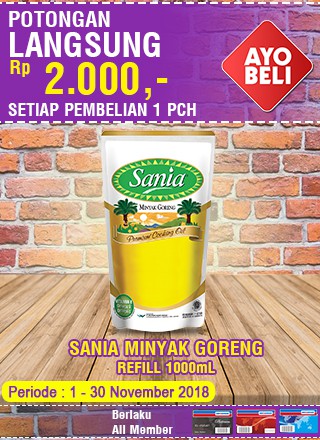 POTONGAN
LANGSUNG
Rp 2.000,-
SETIAP PEMBELIAN 1 PCH
AYO
BELI
Sania
MINYAK GORENG
Premium Cooking Oil
SANIA MINYAK GORENG
REFILL 1000mL
Periode : 1 - 30 November 2018
Berlaku
All Member